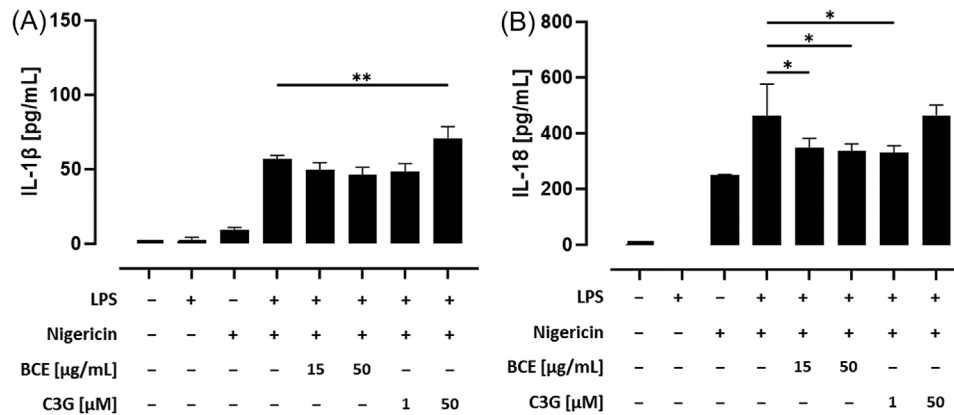 (A)
150
100
50
0
IL-1β [pg/mL]
**
LPS – + – + + + + +
Nigericin – – + + + + + +
BCE [µg/mL] – – – – 15 50 – –
C3G [µM] – – – – – – 1 50
(B)
800
600
400
200
0
IL-18 [pg/mL]
*
*
*
LPS – + – + + + + +
Nigericin – – + + + + + +
BCE [µg/mL] – – – – 15 50 – –
C3G [µM] – – – – – – 1 50